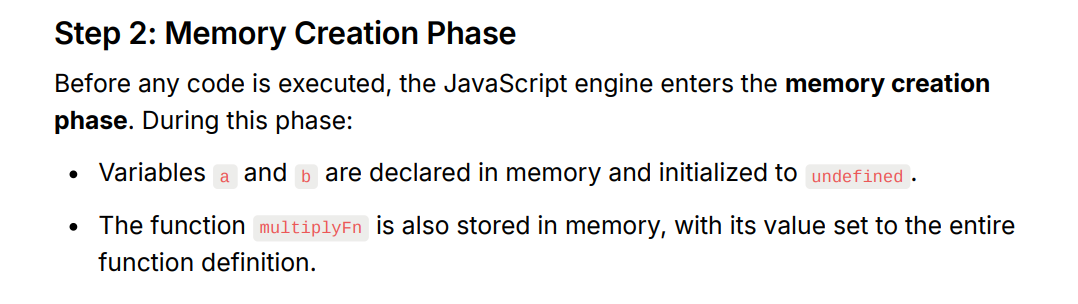 Step 2: Memory Creation Phase
Before any code is executed, the JavaScript engine enters the memory creation
phase. During this phase:
• Variables a and b are declared in memory and initialized to undefined.
• The function multiplyFn is also stored in memory, with its value set to the entire
function definition.